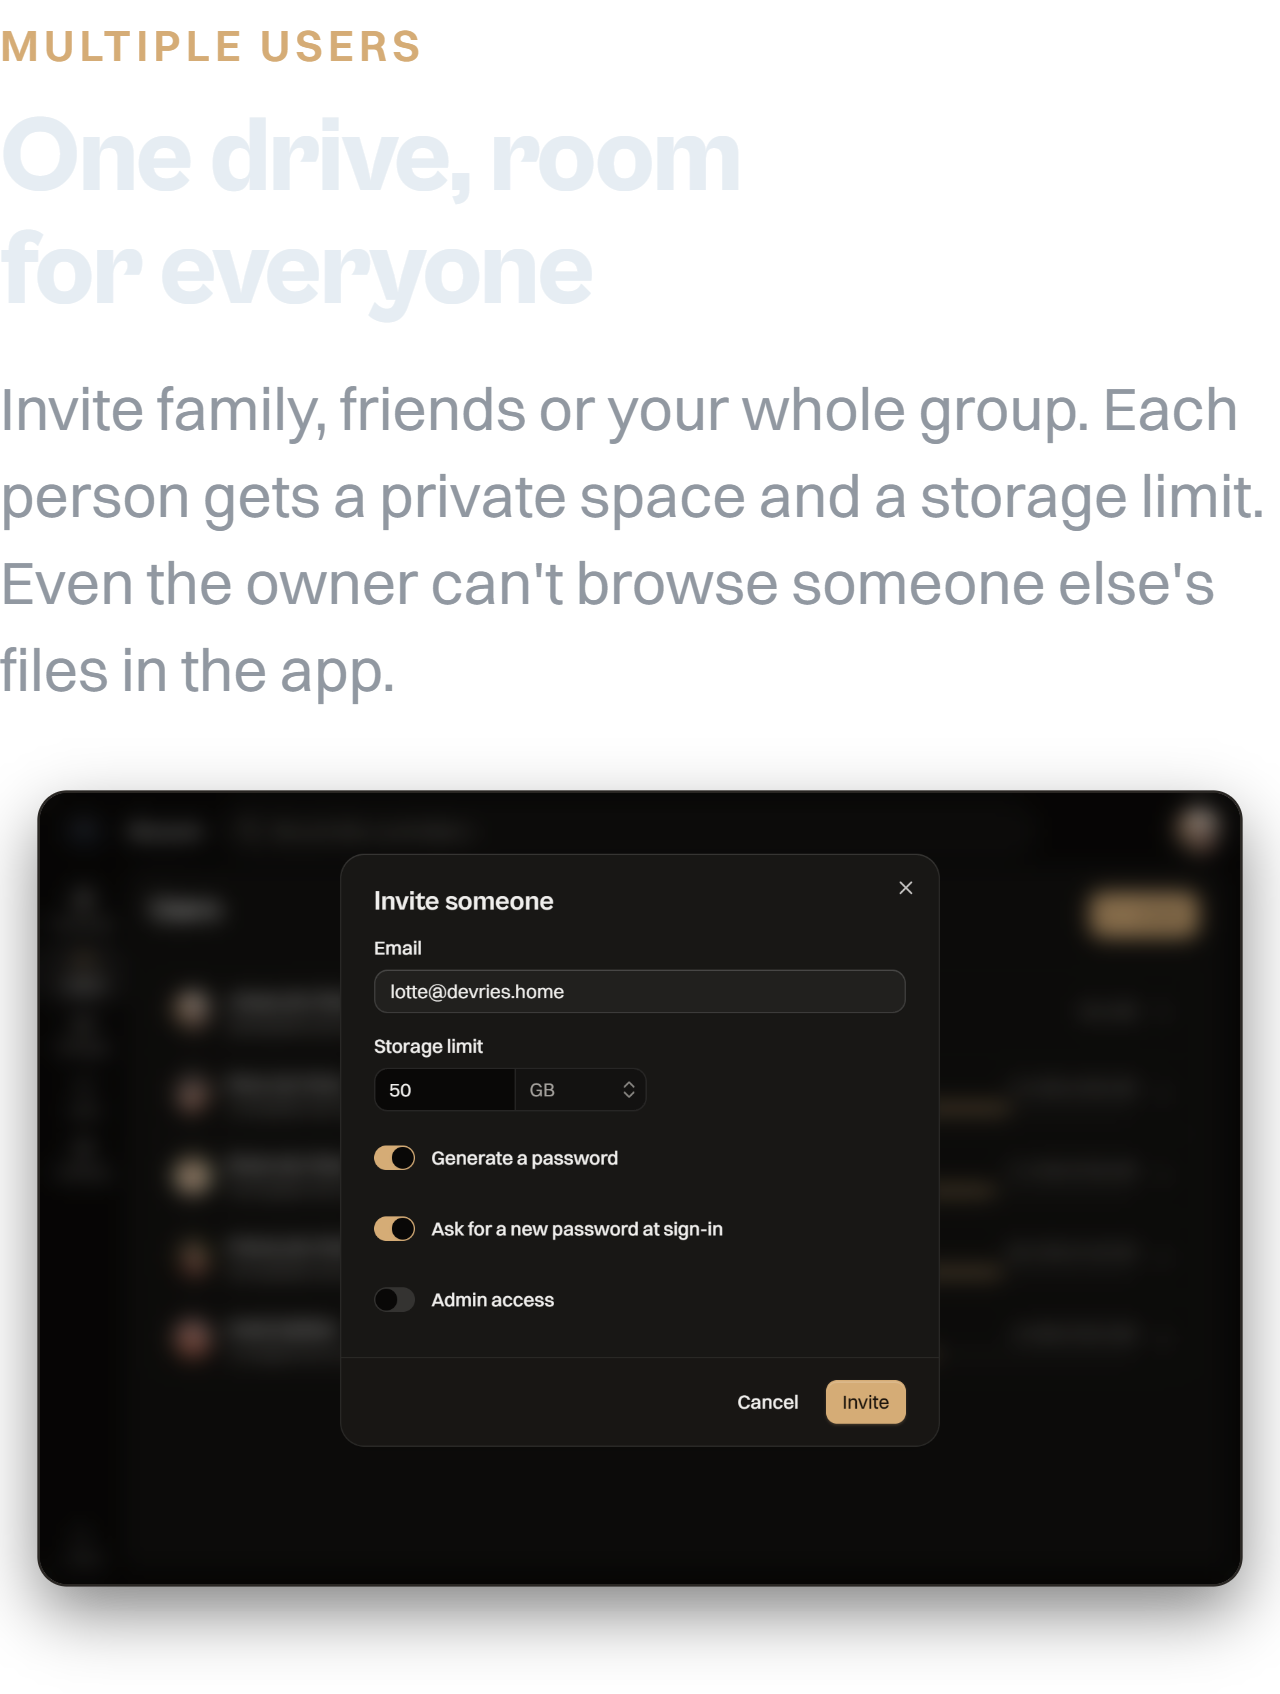 MULTIPLE USERS
One drive, room
for everyone
Invite family, friends or your whole group. Each
person gets a private space and a storage limit.
Even the owner can't browse someone else's
files in the app.
Invite someone
Email
lotte@devries.home
Storage limit
50 GB
Generate a password
Ask for a new password at sign-in
Admin access
Cancel Invite